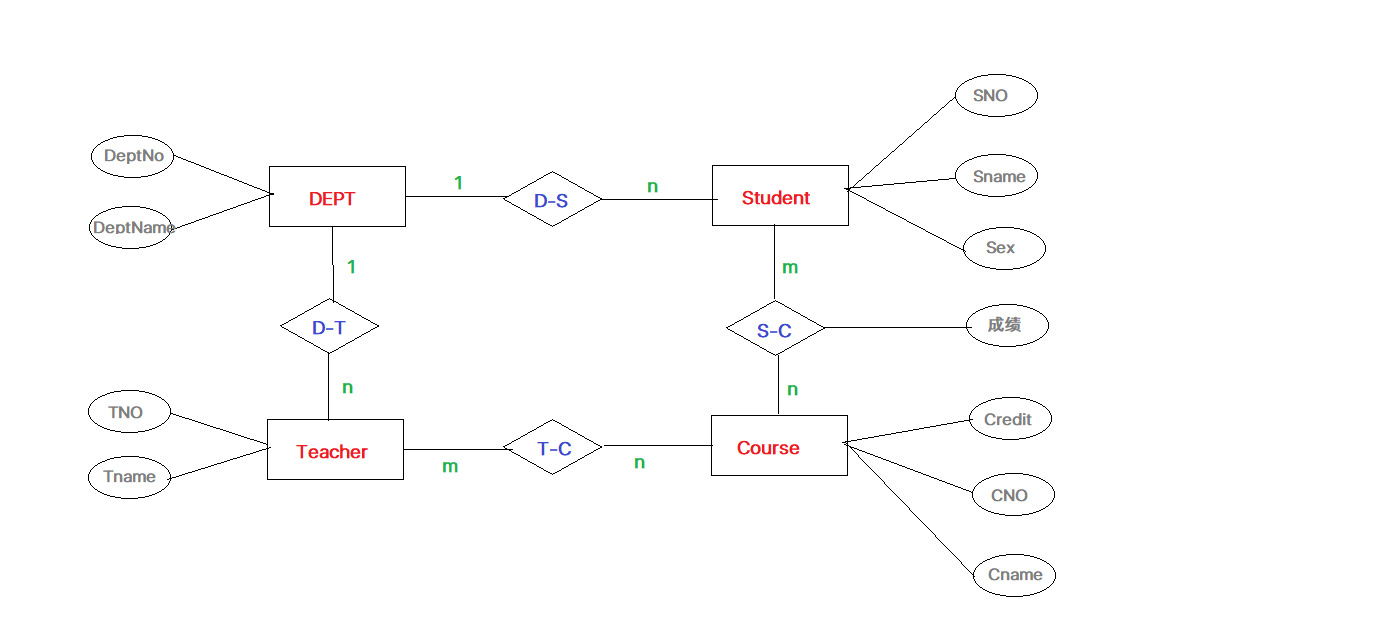 SNO
DeptNo
Sname
DEPT
1
D-S
n
Student
DeptName
Sex
1
m
D-T
S-C
成绩
n
n
TNO
Credit
Teacher
m
T-C
n
Course
Tname
CNO
Cname